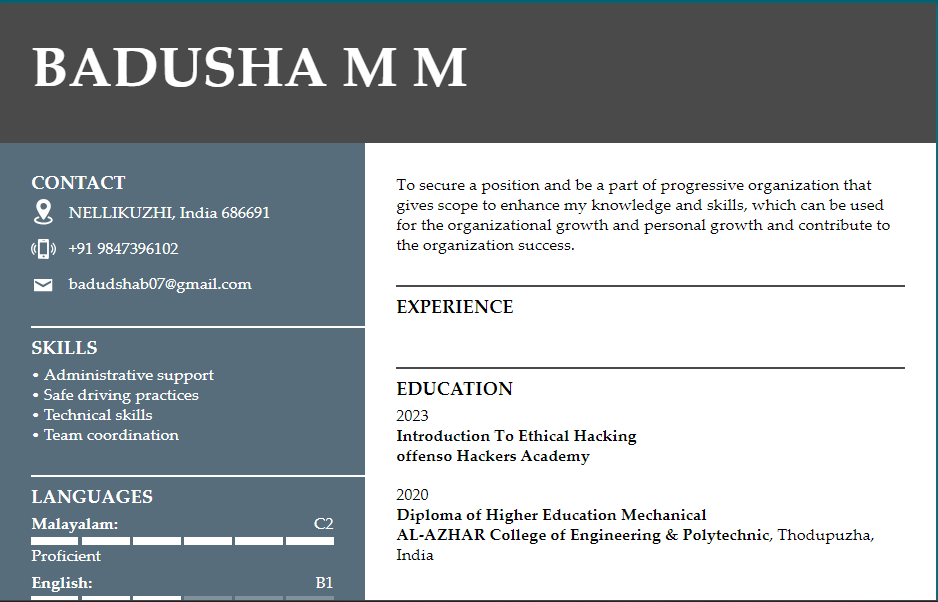 BADUSHA M M
CONTACT
NELLIKUZHI, India 686691
+91 9847396102
badudshab07@gmail.com
SKILLS
• Administrative support
• Safe driving practices
• Technical skills
• Team coordination
LANGUAGES
Malayalam: C2
Proficient
English: B1
To secure a position and be a part of progressive organization that
gives scope to enhance my knowledge and skills, which can be used
for the organizational growth and personal growth and contribute to
the organization success.
EXPERIENCE
EDUCATION
2023
Introduction To Ethical Hacking
offenso Hackers Academy
2020
Diploma of Higher Education Mechanical
AL-AZHAR College of Engineering & Polytechnic, Thodupuzha,
India